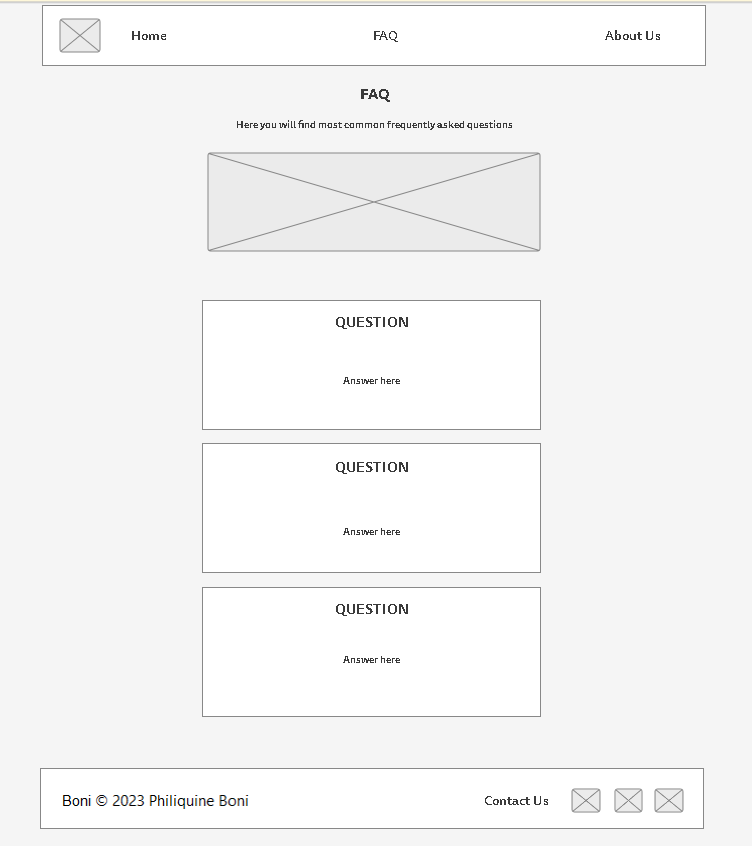 Home FAQ About Us
FAQ
Here you will find most common frequently asked questions
QUESTION
Answer here
QUESTION
Answer here
QUESTION
Answer here
Boni © 2023 Philiquine Boni Contact Us